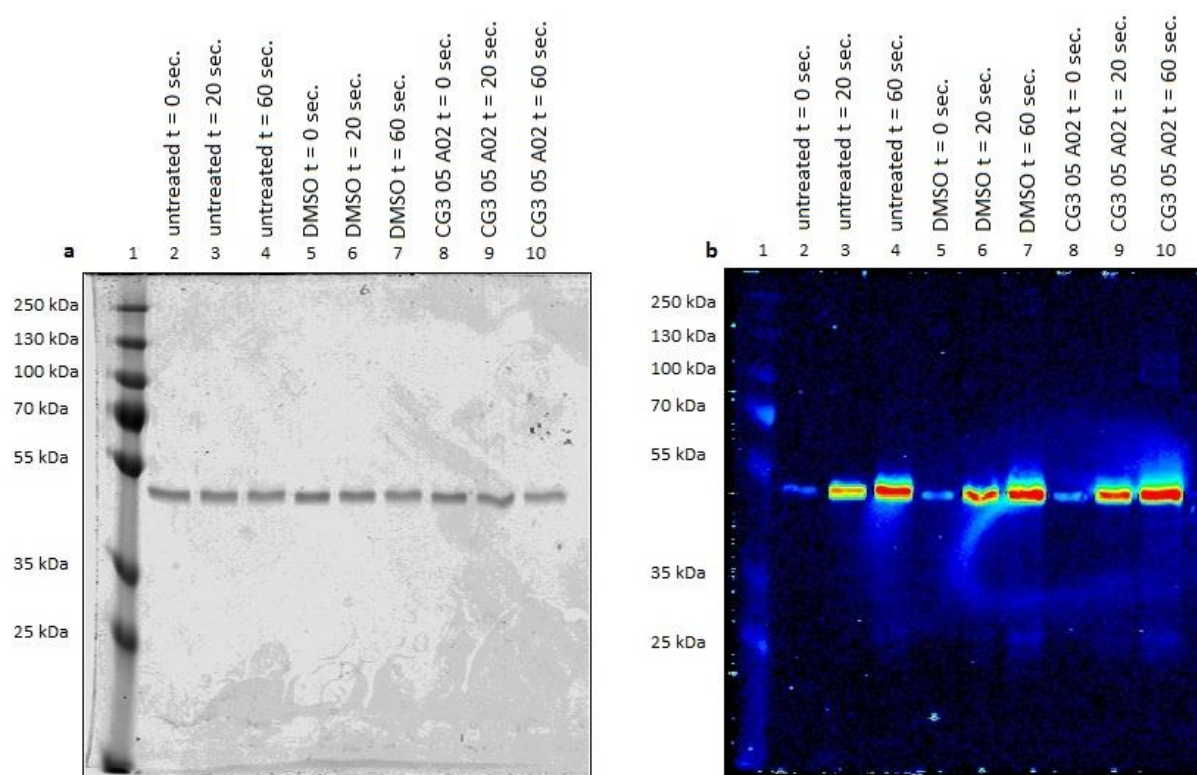 untreated t = 0 sec.
untreated t = 20 sec.
untreated t = 60 sec.
DMSO t = 0 sec.
DMSO t = 20 sec.
DMSO t = 60 sec.
CG3 05 A02 t = 0 sec.
CG3 05 A02 t = 20 sec.
CG3 05 A02 t = 60 sec.
a
1 2 3 4 5 6 7 8 9 10
250 kDa
130 kDa
100 kDa
70 kDa
55 kDa
35 kDa
25 kDa
untreated t = 0 sec.
untreated t = 20 sec.
untreated t = 60 sec.
DMSO t = 0 sec.
DMSO t = 20 sec.
DMSO t = 60 sec.
CG3 05 A02 t = 0 sec.
CG3 05 A02 t = 20 sec.
CG3 05 A02 t = 60 sec.
b
1 2 3 4 5 6 7 8 9 10
250 kDa
130 kDa
100 kDa
70 kDa
55 kDa
35 kDa
25 kDa